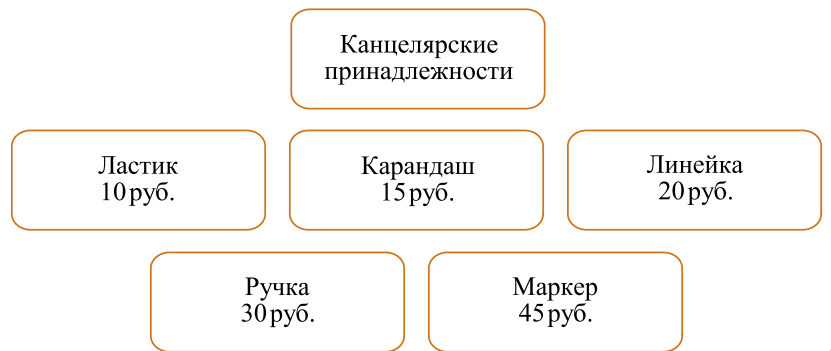 Канцелярские
принадлежности
Ластик
10 руб.
Карандаш
15 руб.
Линейка
20 руб.
Ручка
30 руб.
Маркер
45 руб.